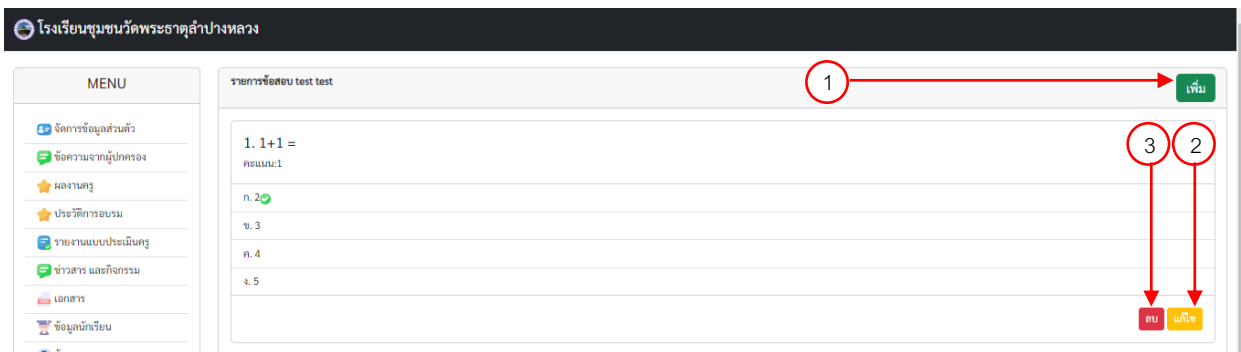 โรงเรียนชุมชนวัดพระธาตุลำปางหลวง
MENU
จัดการข้อมูลส่วนตัว
ข้อความจากผู้ปกครอง
ผลงานครู
ประวัติการอบรม
รายงานแบบประเมินครู
ข่าวสาร และกิจกรรม
เอกสาร
ข้อมูลนักเรียน
รายการข้อสอบ test test
1
เพิ่ม
1. 1+1 =
คะแนน:1
3
2
ก. 2
ข. 3
ค. 4
ง. 5
ลบ
แก้ไข